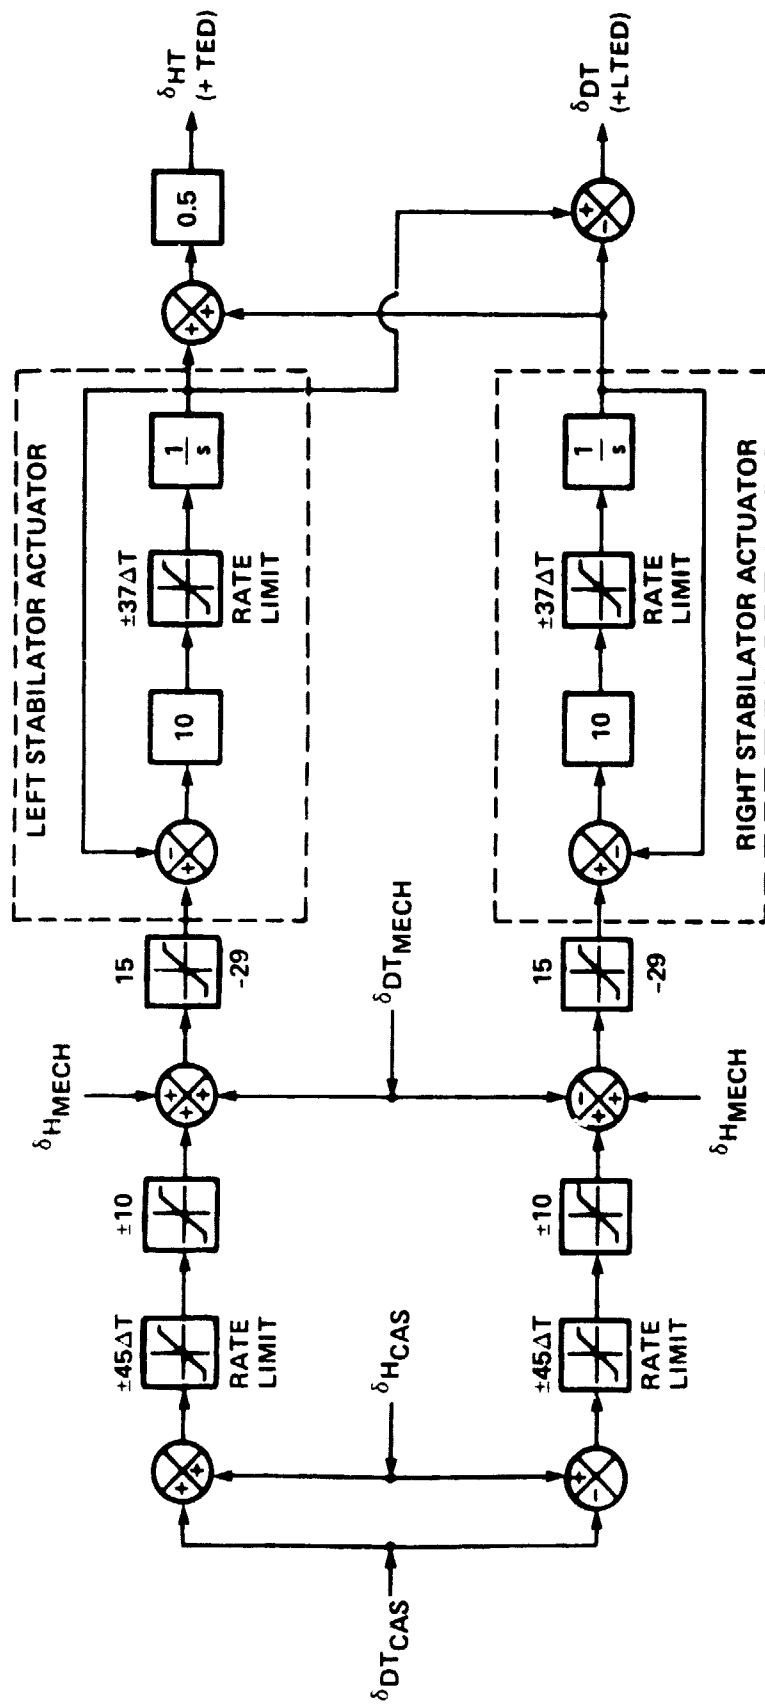 LEFT STABILATOR ACTUATOR
±45ΔT
RATE
LIMIT
±10
δHMECH
+ + +
+ +
15
-29
+ -
10
±37ΔT
RATE
LIMIT
1
s
+ +
0.5
δHT
(+ TED)
δDTCAS
δHCAS
δDTMECH
+ -
±45ΔT
RATE
LIMIT
±10
- + +
δHMECH
15
-29
+ -
10
±37ΔT
RATE
LIMIT
1
s
+ -
δDT
(+LTED)
RIGHT STABILATOR ACTUATOR